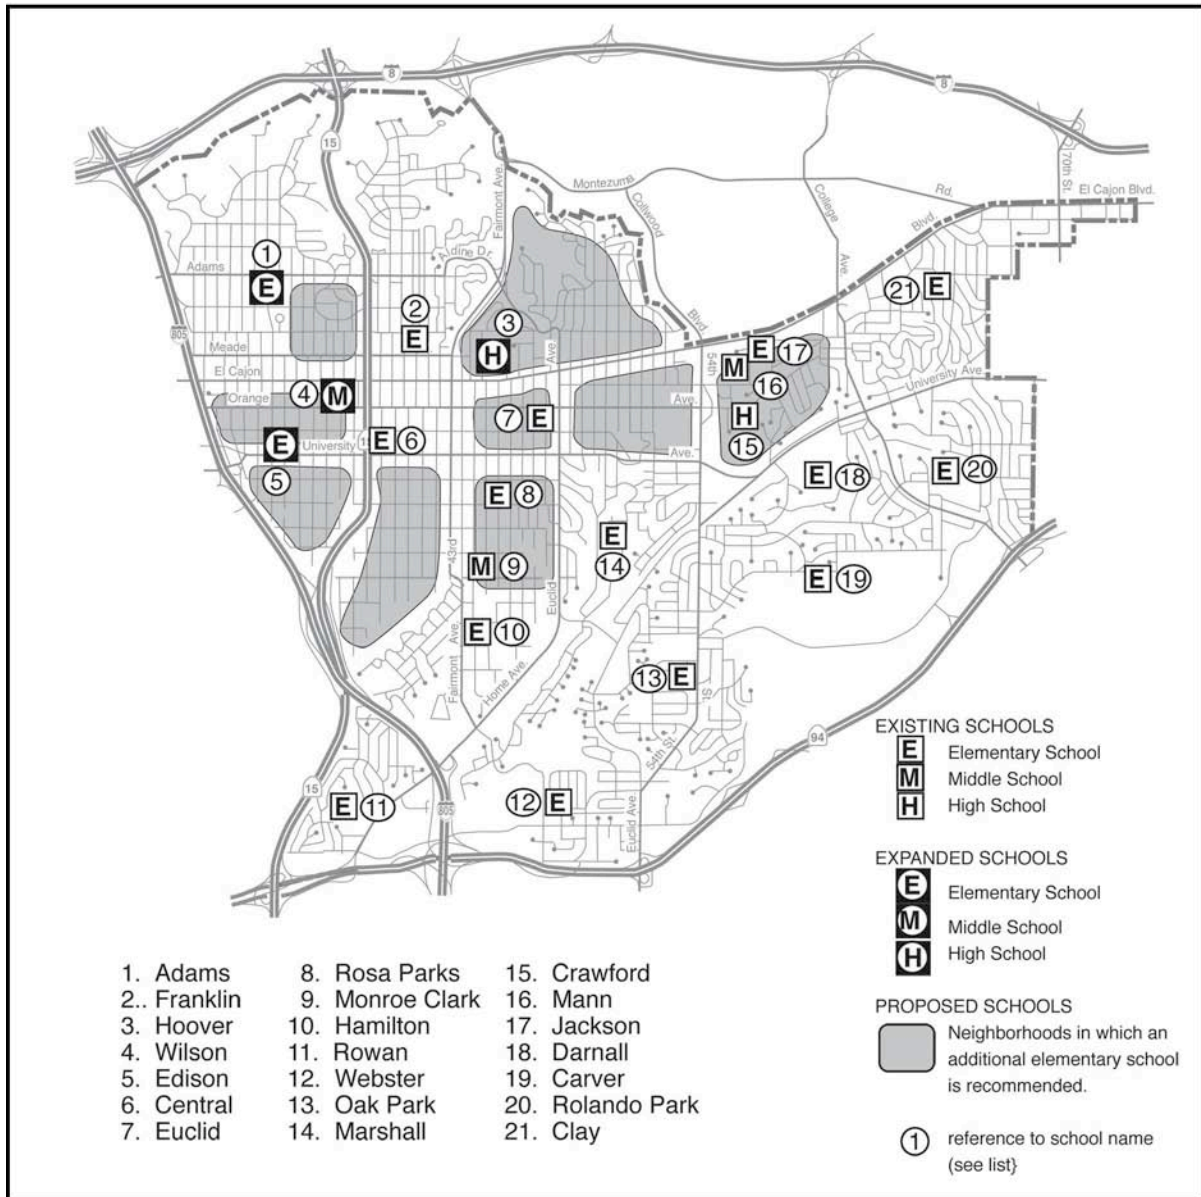 8
8
15
70th St.
Montezuma
Rd.
El Cajon Blvd.
Fairmont Ave.
Collwood
College
Blvd.
Aldine Dr.
Ave.
1
Adams
E
21
E
2
E
3
H
805
Meade
Ave.
Blvd.
54th
E
17
M
16
El Cajon
University Ave.
4
M
Orange
7
E
Ave.
H
15
E
University
15
E
6
Ave.
5
E
18
E
20
E
8
E
14
43rd
M
9
Euclid
E
19
E
10
Ave.
Fairmont
Home Ave.
13
E
St.
54th St.
94
15
E
11
805
12
E
Euclid Ave.
EXISTING SCHOOLS
E Elementary School
M Middle School
H High School
EXPANDED SCHOOLS
E Elementary School
M Middle School
H High School
PROPOSED SCHOOLS
Neighborhoods in which an
additional elementary school
is recommended.
1 reference to school name
(see list}
1. Adams
2.. Franklin
3. Hoover
4. Wilson
5. Edison
6. Central
7. Euclid
8. Rosa Parks
9. Monroe Clark
10. Hamilton
11. Rowan
12. Webster
13. Oak Park
14. Marshall
15. Crawford
16. Mann
17. Jackson
18. Darnall
19. Carver
20. Rolando Park
21. Clay